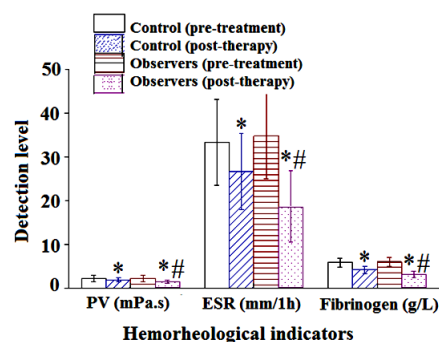 Control (pre-treatment)
Control (post-therapy)
Observers (pre-treatment)
Observers (post-therapy)
Detection level
50
40
30
20
10
0
* *#
* *#
* *#
PV (mPa.s) ESR (mm/1h) Fibrinogen (g/L)
Hemorheological indicators